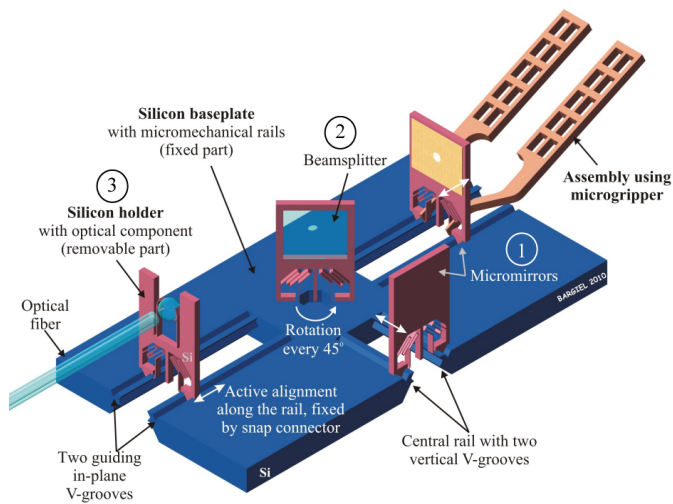 Silicon baseplate
with micromechanical rails
(fixed part)
2
Beamsplitter
3
Silicon holder
with optical component
(removable part)
Assembly using
microgripper
1
Micromirrors
BARGIEL 2010
Optical
fiber
Si
Rotation
every 45°
Active alignment
along the rail, fixed
by snap connector
Two guiding
in-plane
V-grooves
Si
Central rail with two
vertical V-grooves